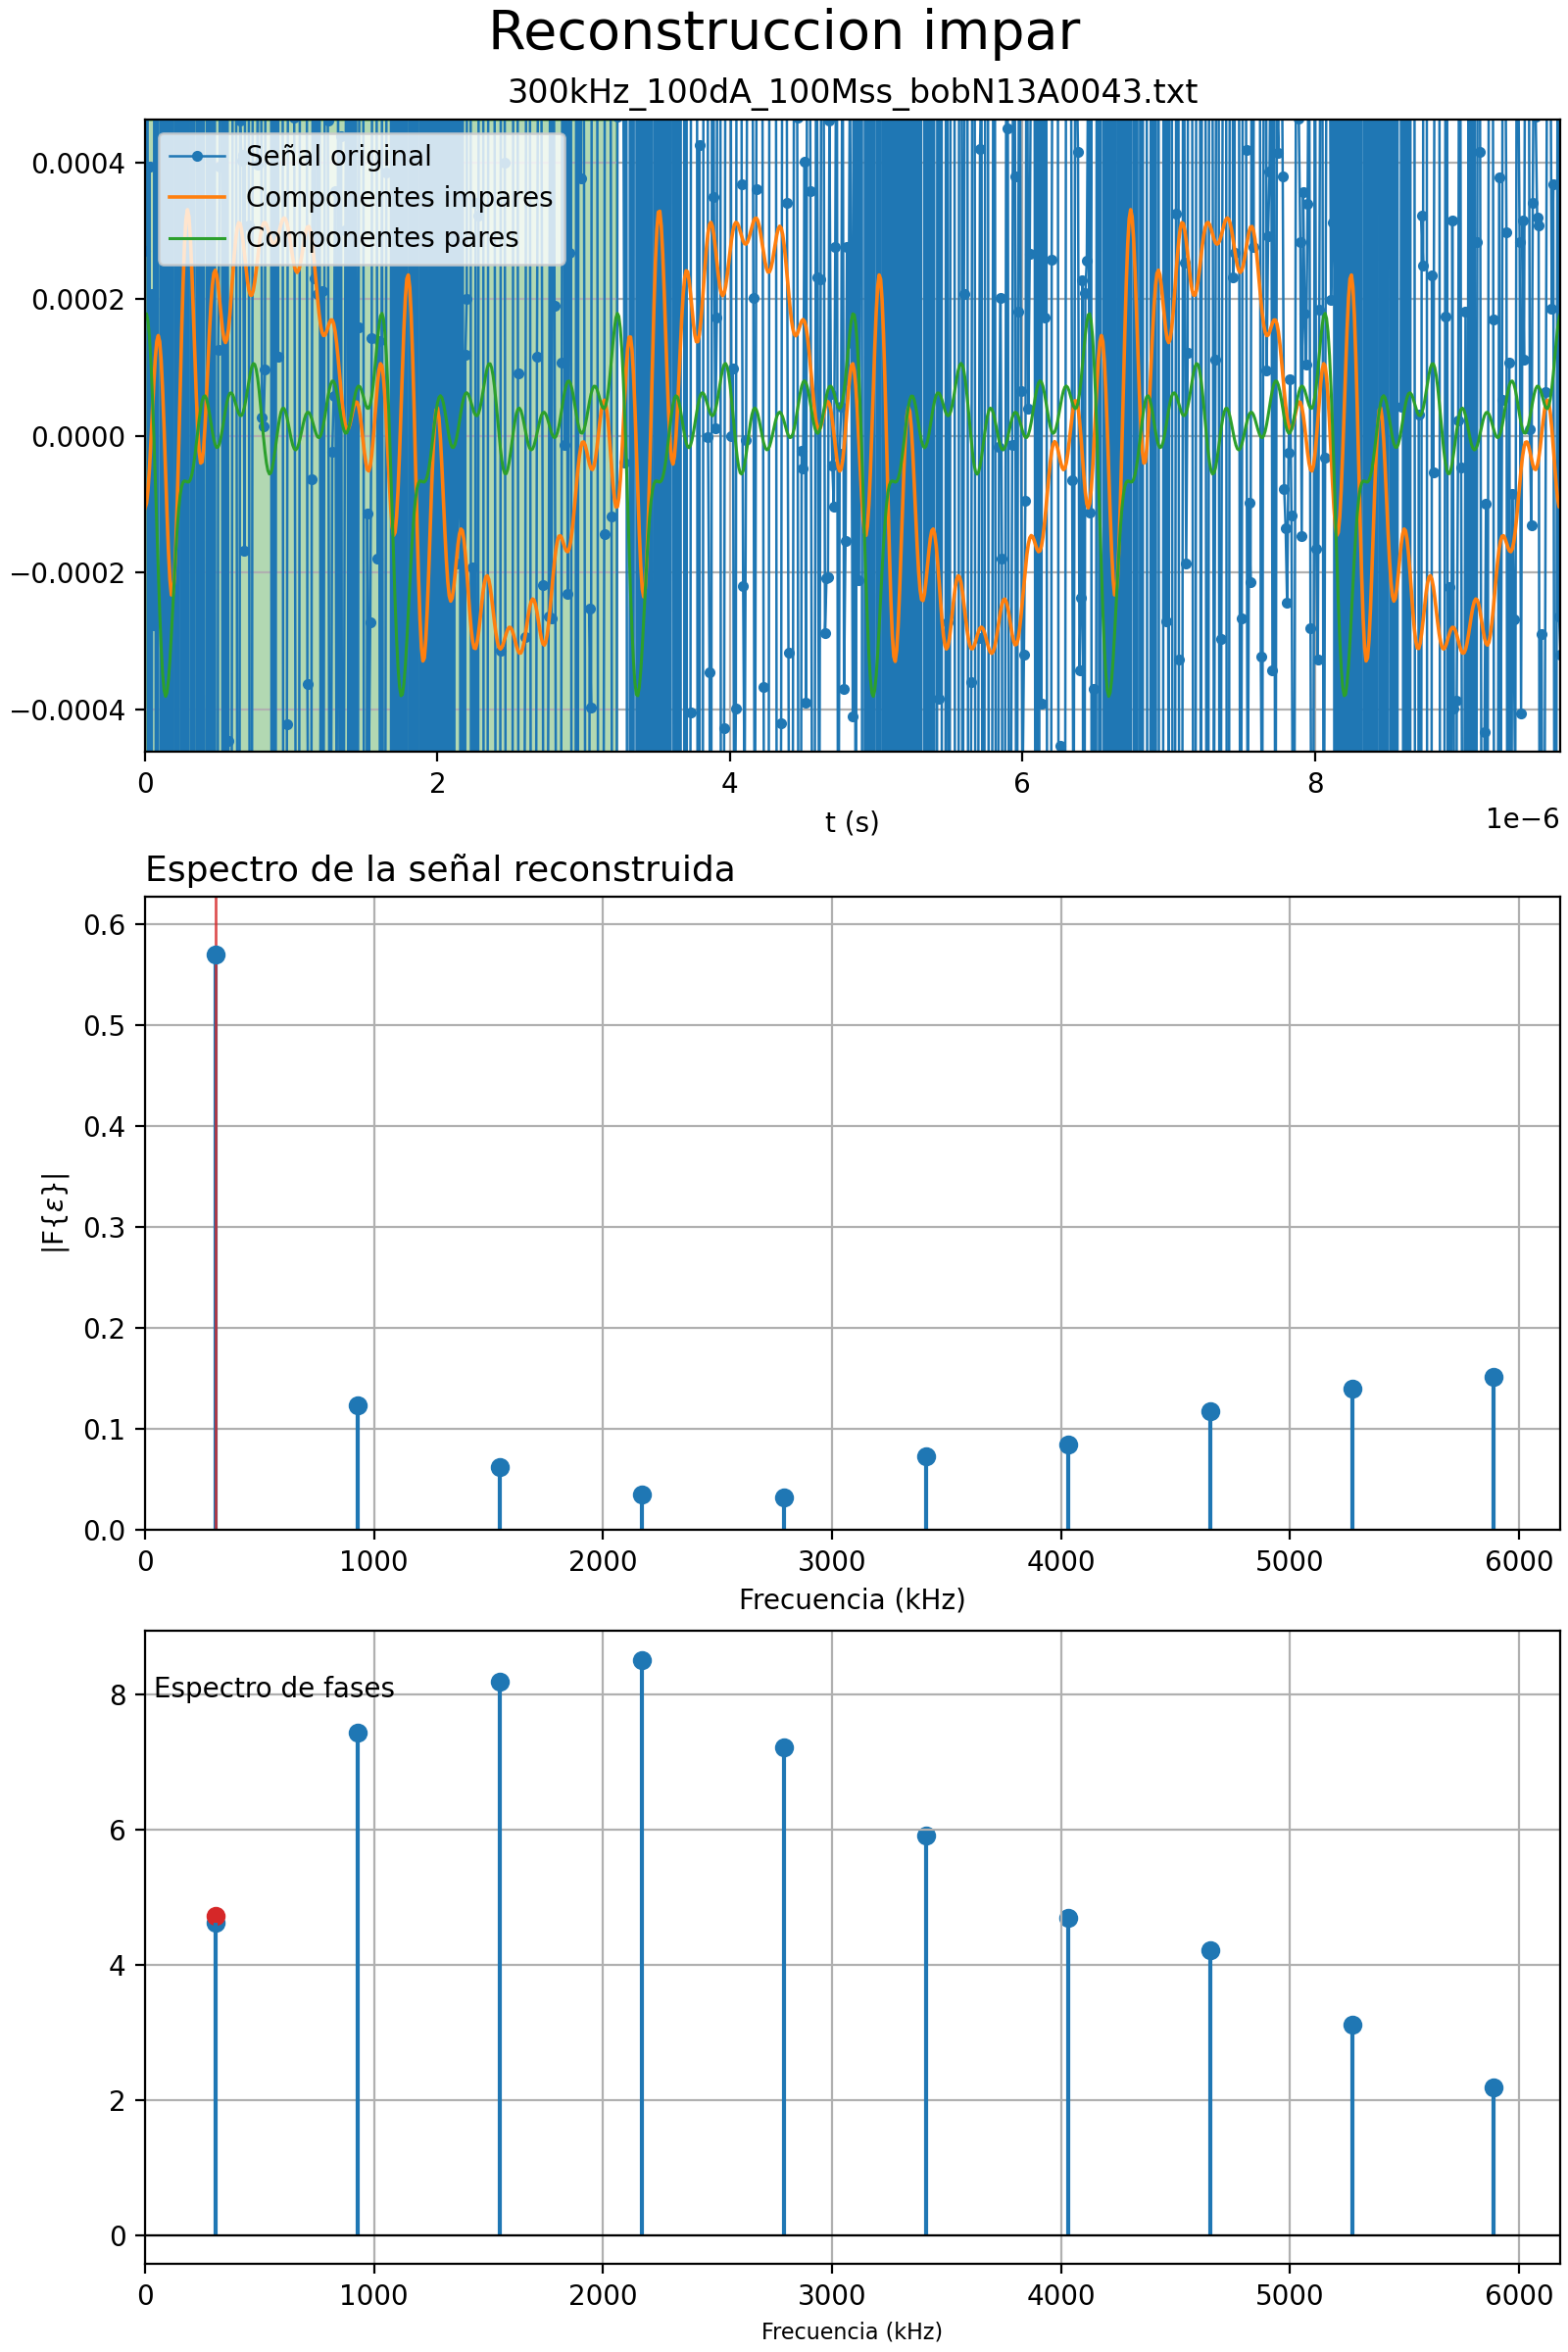 Reconstruccion impar
300kHz_100dA_100Mss_bobN13A0043.txt
Señal original
Componentes impares
Componentes pares
0.0004
0.0002
0.0000
−0.0002
−0.0004
0 2 4 6 8
1e−6
t (s)
Espectro de la señal reconstruida
0.6
0.5
0.4
0.3
0.2
0.1
0.0
|F{ε}|
0 1000 2000 3000 4000 5000 6000
Frecuencia (kHz)
Espectro de fases
8
6
4
2
0
0 1000 2000 3000 4000 5000 6000
Frecuencia (kHz)